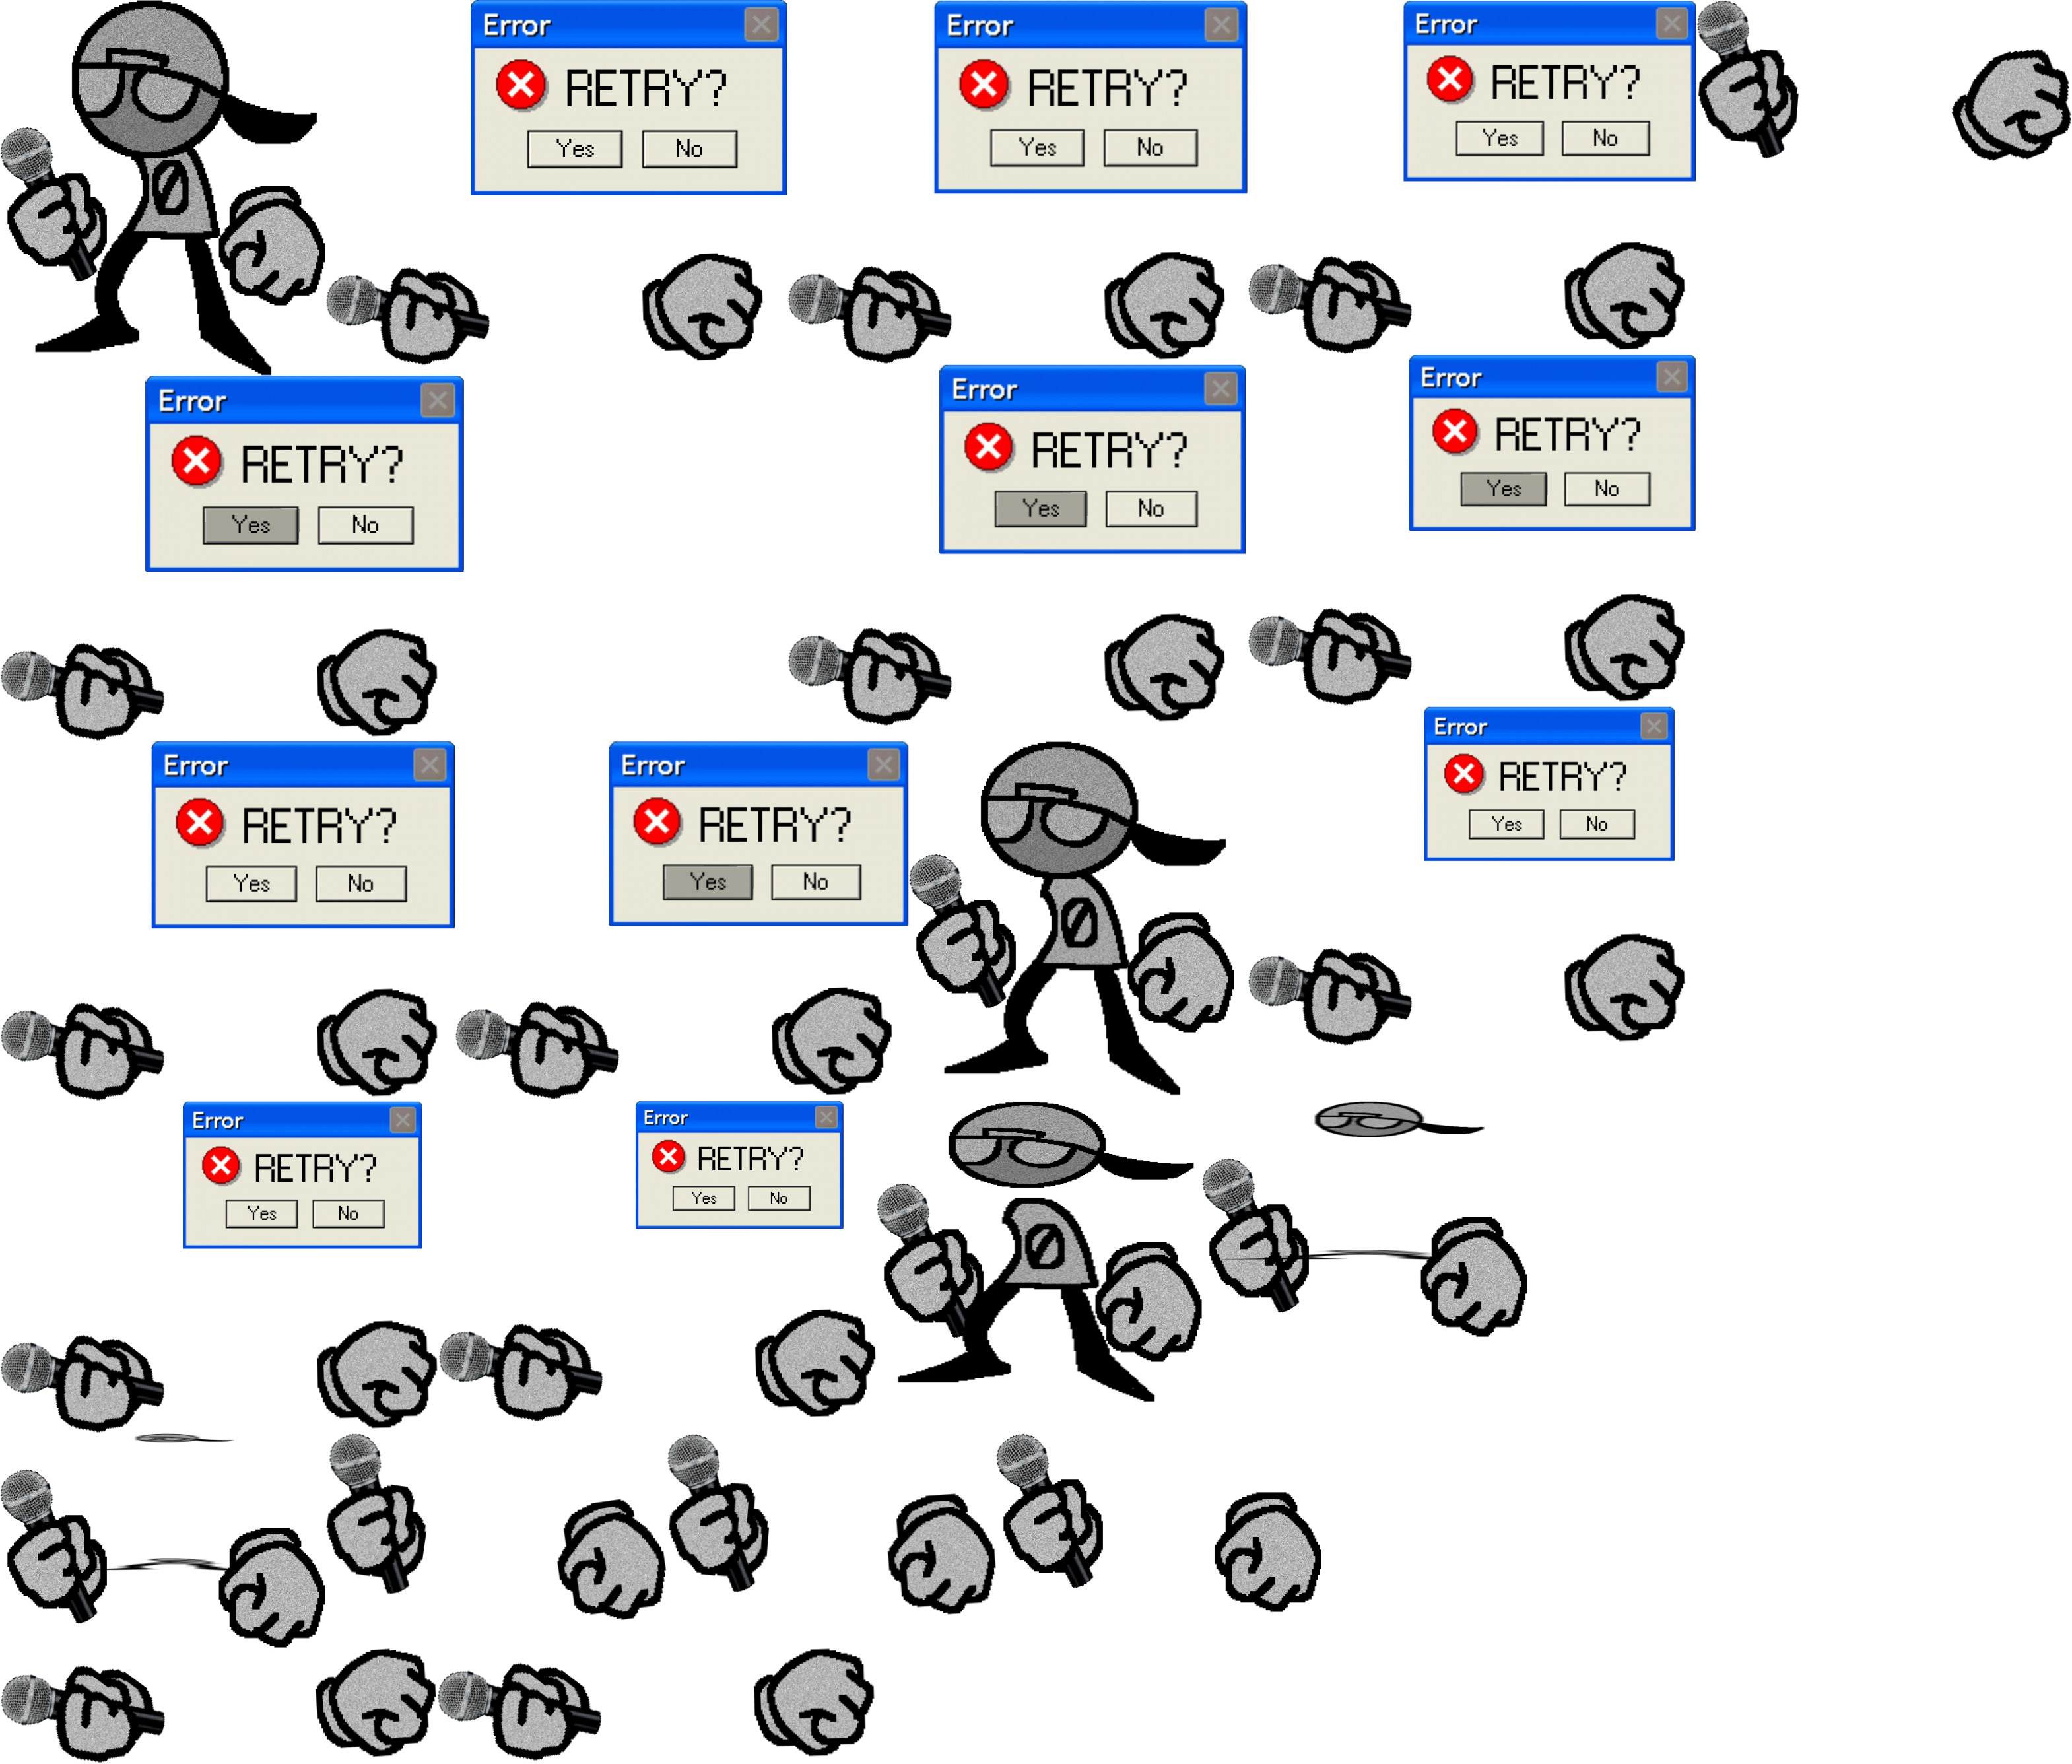 Error
RETRY?
Yes No
Error
RETRY?
Yes No
Error
RETRY?
Yes No
0
Error
RETRY?
Yes No
Error
RETRY?
Yes No
Error
RETRY?
Yes No
Error
RETRY?
Yes No
Error
RETRY?
Yes No
Error
RETRY?
Yes No
0
Error
RETRY?
Yes No
Error
RETRY?
Yes No
0